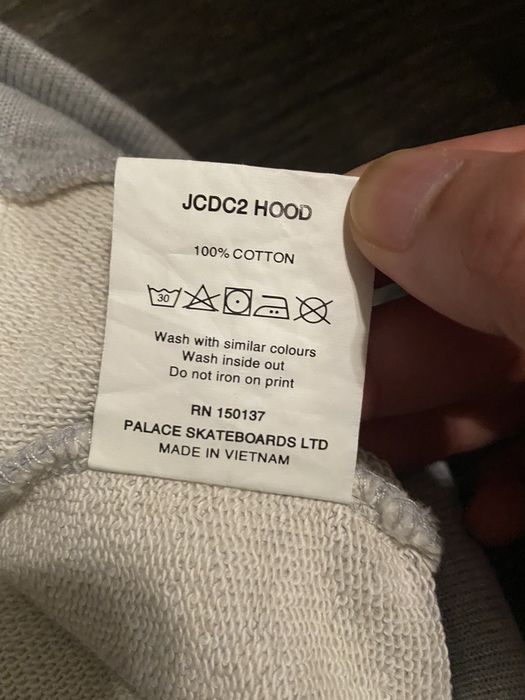 JCDC2 HOOD
100% COTTON
30
Wash with similar colours
Wash inside out
Do not iron on print
RN 150137
PALACE SKATEBOARDS LTD
MADE IN VIETNAM